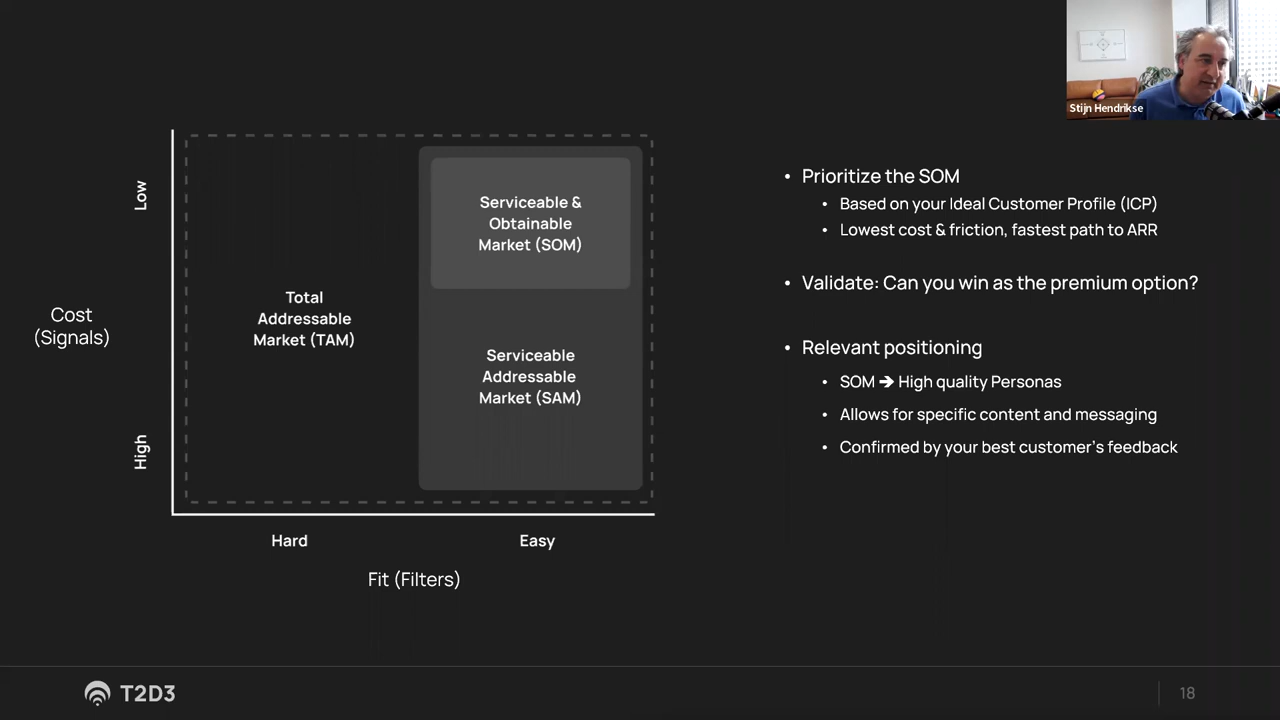 Stijn Hendrikse
Low
Cost
(Signals)
High
Total
Addressable
Market (TAM)
Serviceable &
Obtainable
Market (SOM)
Serviceable
Addressable
Market (SAM)
Hard
Easy
Fit (Filters)
• Prioritize the SOM
• Based on your Ideal Customer Profile (ICP)
• Lowest cost & friction, fastest path to ARR
• Validate: Can you win as the premium option?
• Relevant positioning
• SOM ➔ High quality Personas
• Allows for specific content and messaging
• Confirmed by your best customer's feedback
T2D3
18